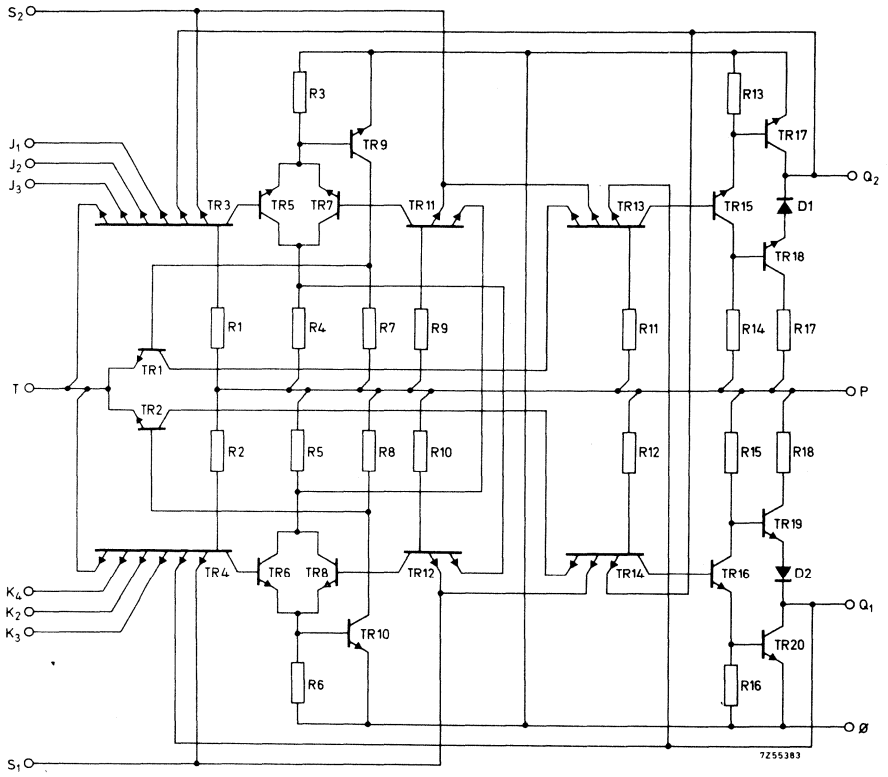 S2
J1
J2
J3
R3
TR9
R13
TR17
Q2
TR3
TR5
TR7
TR11
TR13
TR15
D1
TR18
R1
R4
R7
R9
R11
R14
R17
TR1
T
P
TR2
R2
R5
R8
R10
R12
R15
R18
TR19
K4
K2
K3
TR4
TR6
TR8
TR12
TR14
TR16
D2
Q1
TR10
TR20
R6
R16
Ø
7Z55383
S1